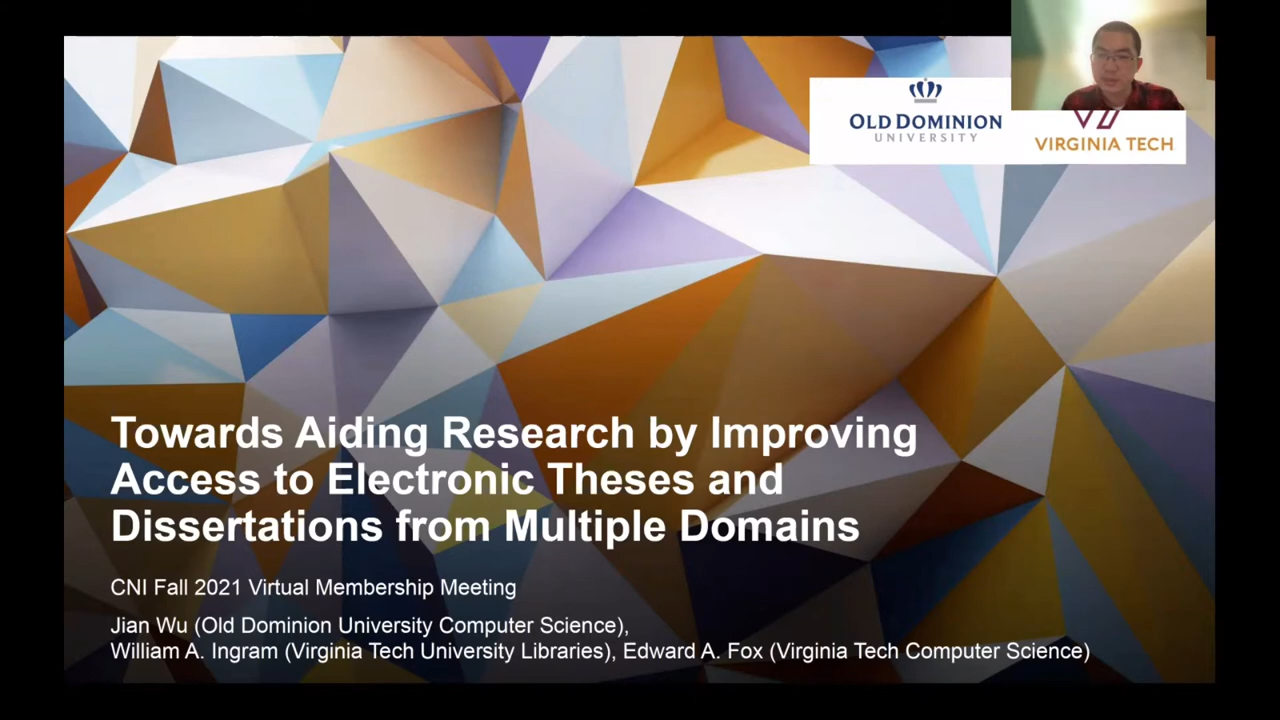 OLD DOMINION
UNIVERSITY
VIRGINIA TECH
Towards Aiding Research by Improving
Access to Electronic Theses and
Dissertations from Multiple Domains
CNI Fall 2021 Virtual Membership Meeting
Jian Wu (Old Dominion University Computer Science),
William A. Ingram (Virginia Tech University Libraries), Edward A. Fox (Virginia Tech Computer Science)